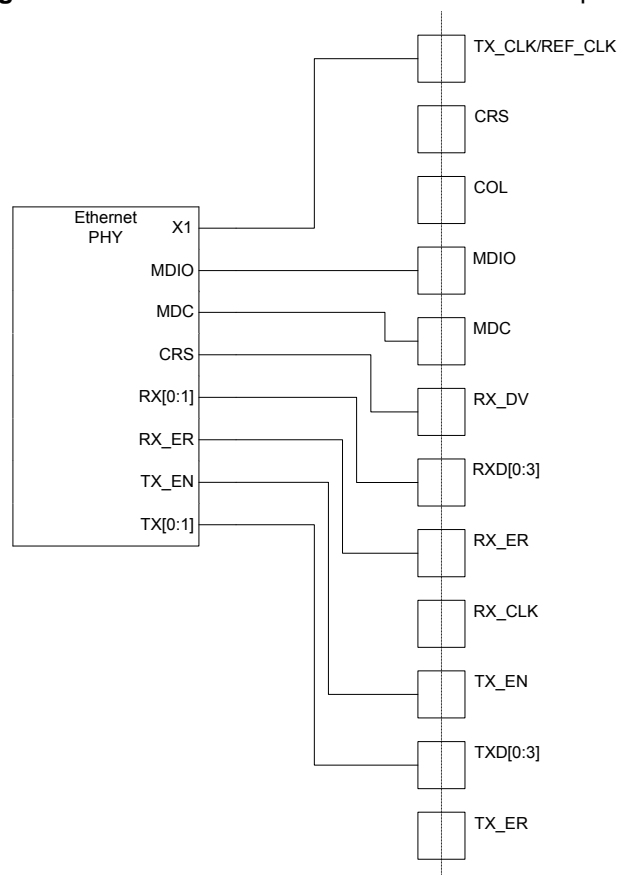 TX_CLK/REF_CLK
CRS
COL
Ethernet
PHY
X1
MDIO
MDIO
MDC
MDC
CRS
RX_DV
RX[0:1]
RXD[0:3]
RX_ER
RX_ER
TX_EN
TX[0:1]
RX_CLK
TX_EN
TXD[0:3]
TX_ER